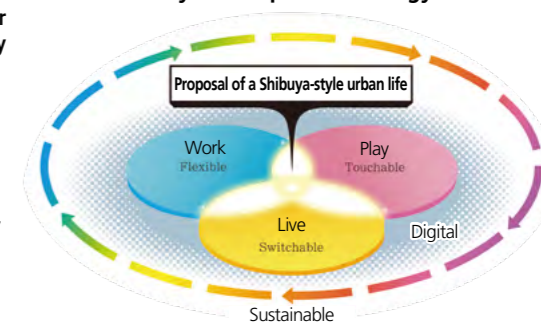 Proposal of a Shibuya-style urban life
Work
Flexible
Play
Touchable
Live
Switchable
Digital
Sustainable